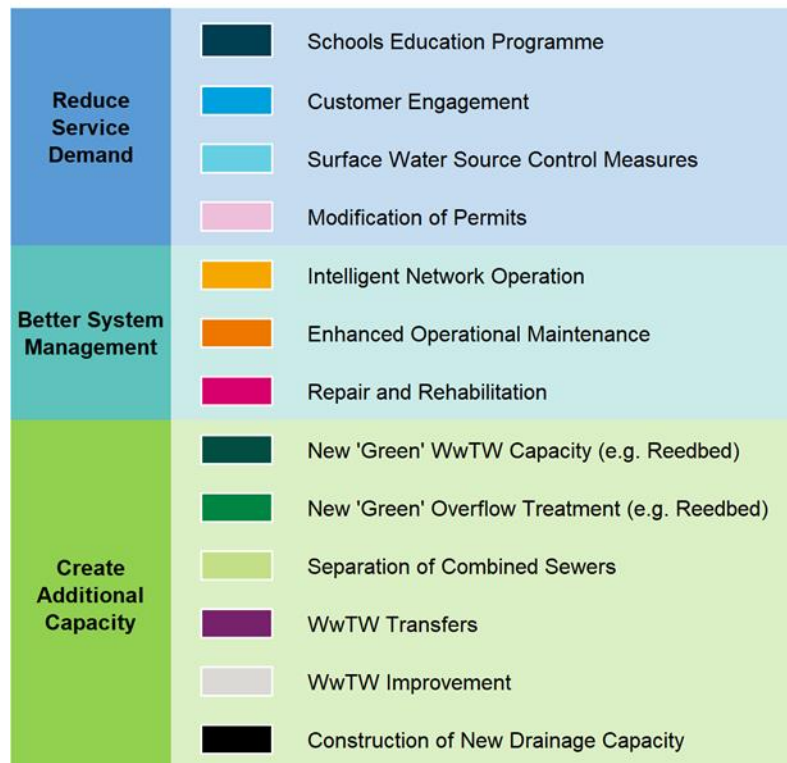 Reduce
Service
Demand
Schools Education Programme
Customer Engagement
Surface Water Source Control Measures
Modification of Permits
Better System
Management
Intelligent Network Operation
Enhanced Operational Maintenance
Repair and Rehabilitation
Create
Additional
Capacity
New 'Green' WwTW Capacity (e.g. Reedbed)
New 'Green' Overflow Treatment (e.g. Reedbed)
Separation of Combined Sewers
WwTW Transfers
WwTW Improvement
Construction of New Drainage Capacity